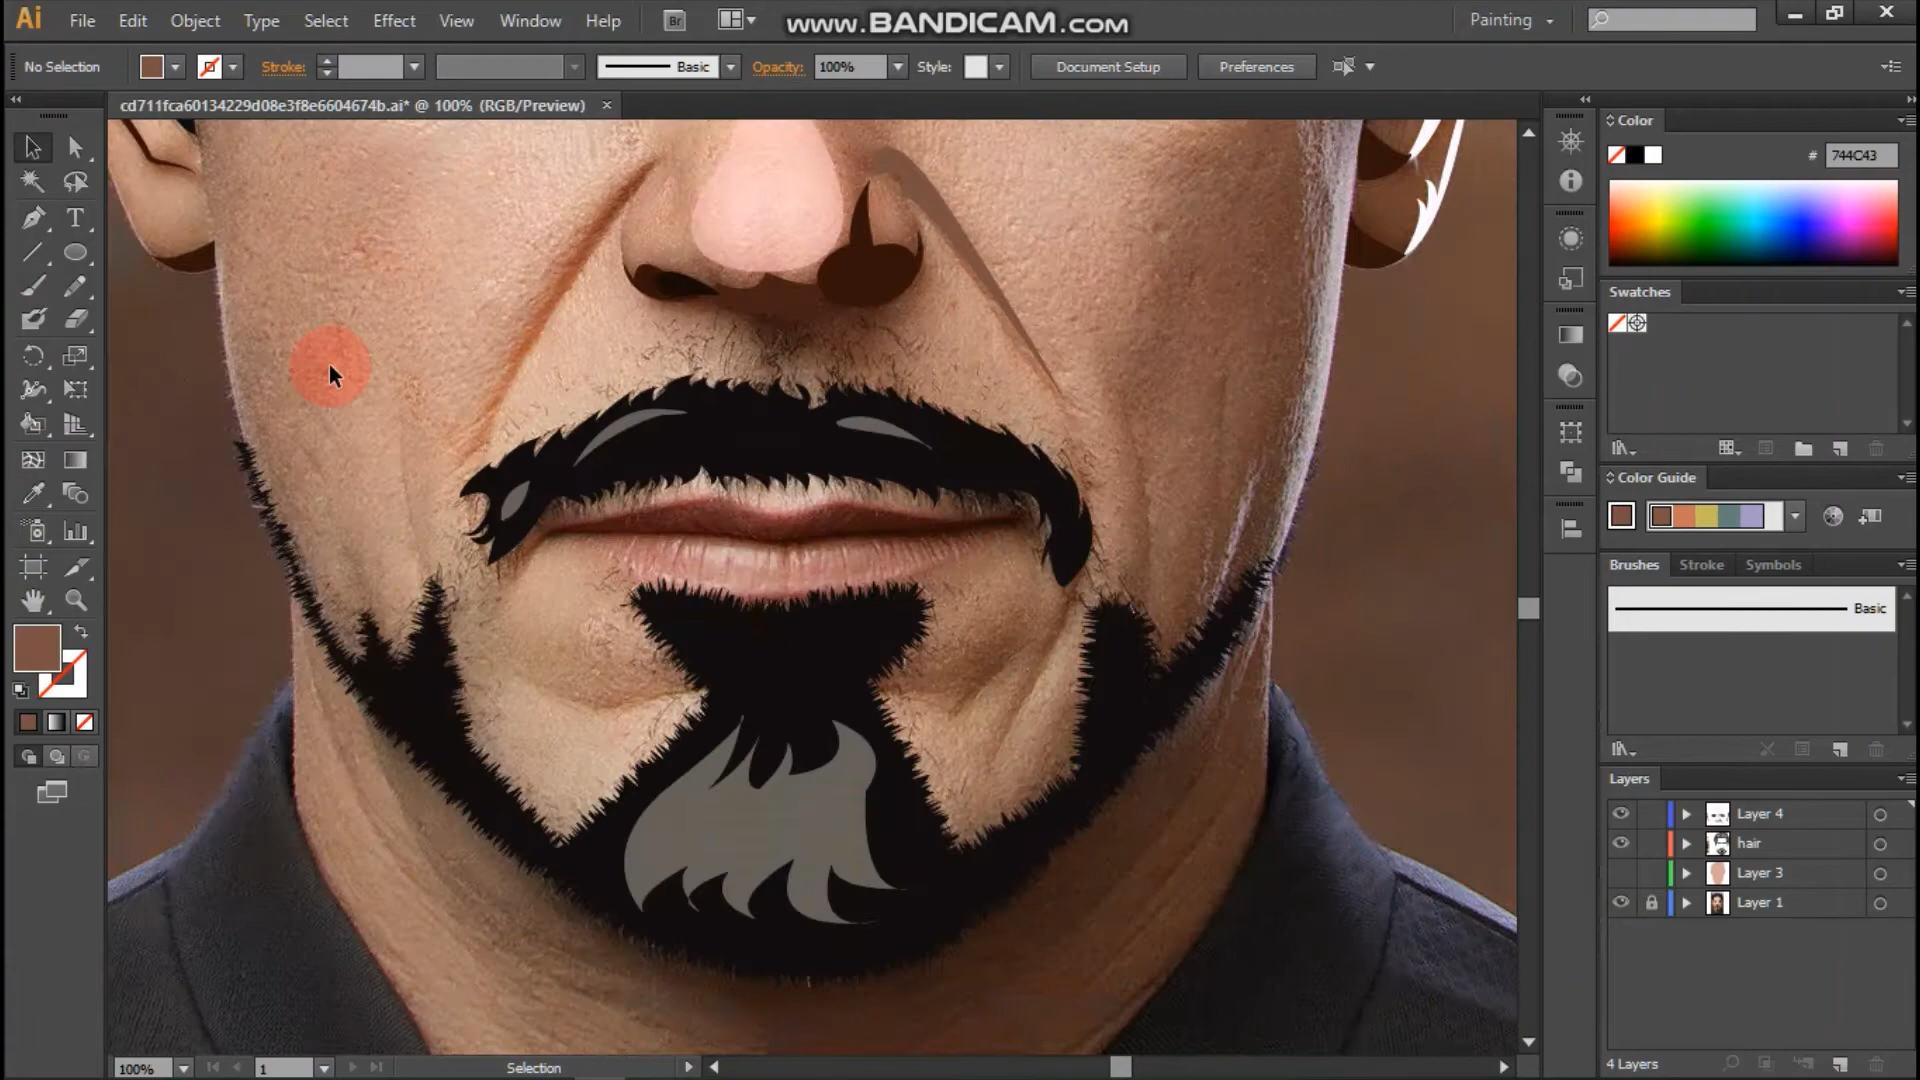 Ai File Edit Object Type Select Effect View Window Help Br www.BANDICAM.com Painting
No Selection Stroke: Basic Opacity: 100% Style: Document Setup Preferences
cd711fca60134229d08e3f8e6604674b.ai* @ 100% (RGB/Preview) ×
Color
# 744C43
Swatches
Color Guide
Brushes Stroke Symbols
Basic
Layers
Layer 4
hair
Layer 3
Layer 1
4 Layers
100% 1 Selection